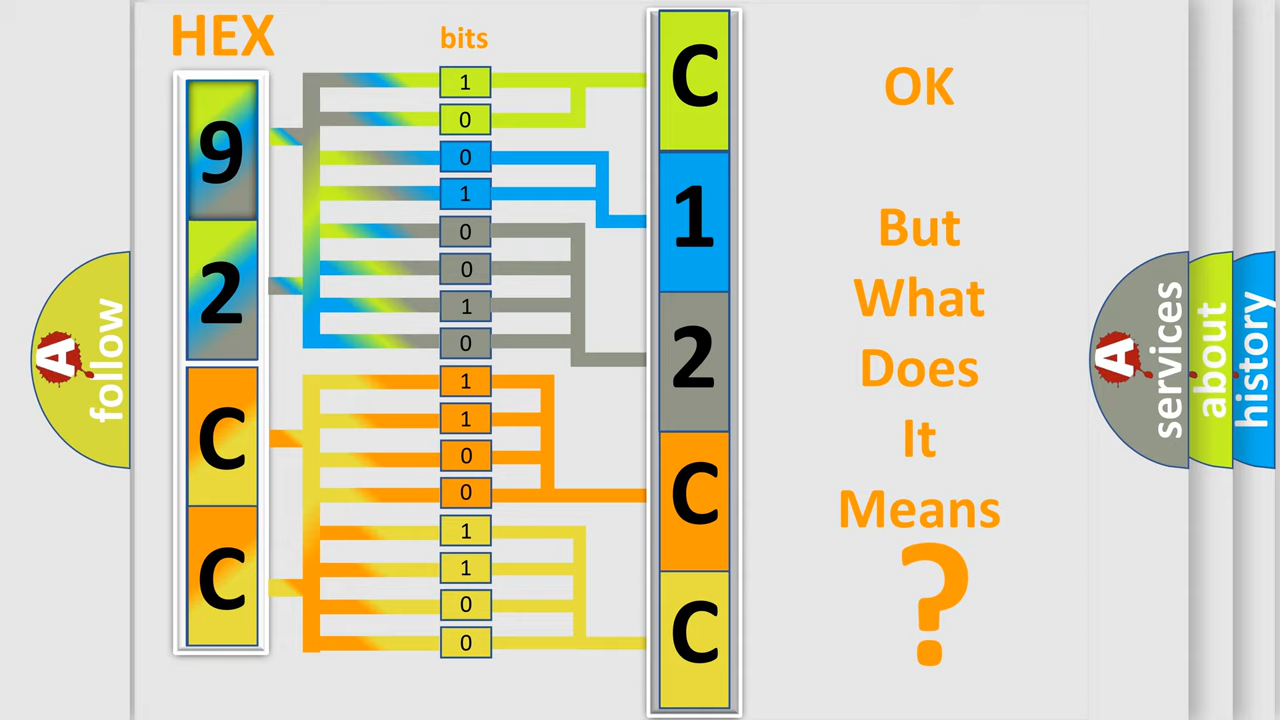 HEX
bits
9
2
C
C
1
0
0
1
0
0
1
0
1
1
0
0
1
1
0
0
C
1
2
C
C
OK
But
What
Does
It
Means
?
A
follow
A
services
about
history